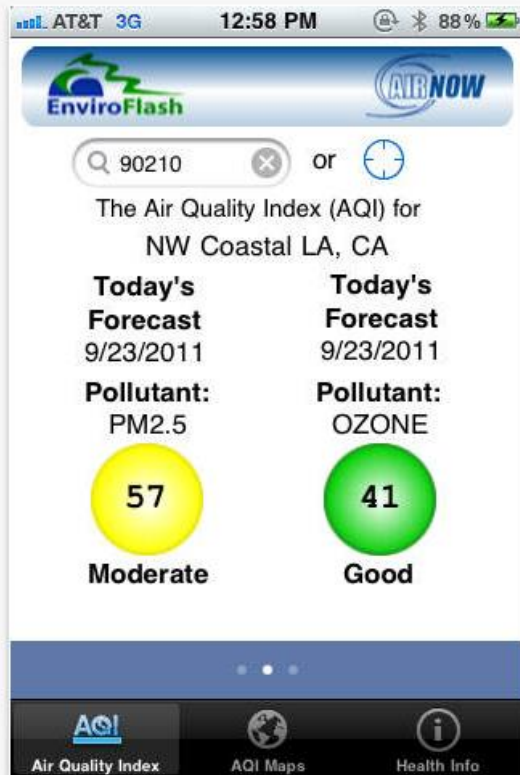 AT&T 3G 12:58 PM 88%
EnviroFlash AIRNOW
90210 or
The Air Quality Index (AQI) for
NW Coastal LA, CA
Today's
Forecast
9/23/2011
Pollutant:
PM2.5
57
Moderate
Today's
Forecast
9/23/2011
Pollutant:
OZONE
41
Good
AQI
Air Quality Index
AQI Maps
Health Info